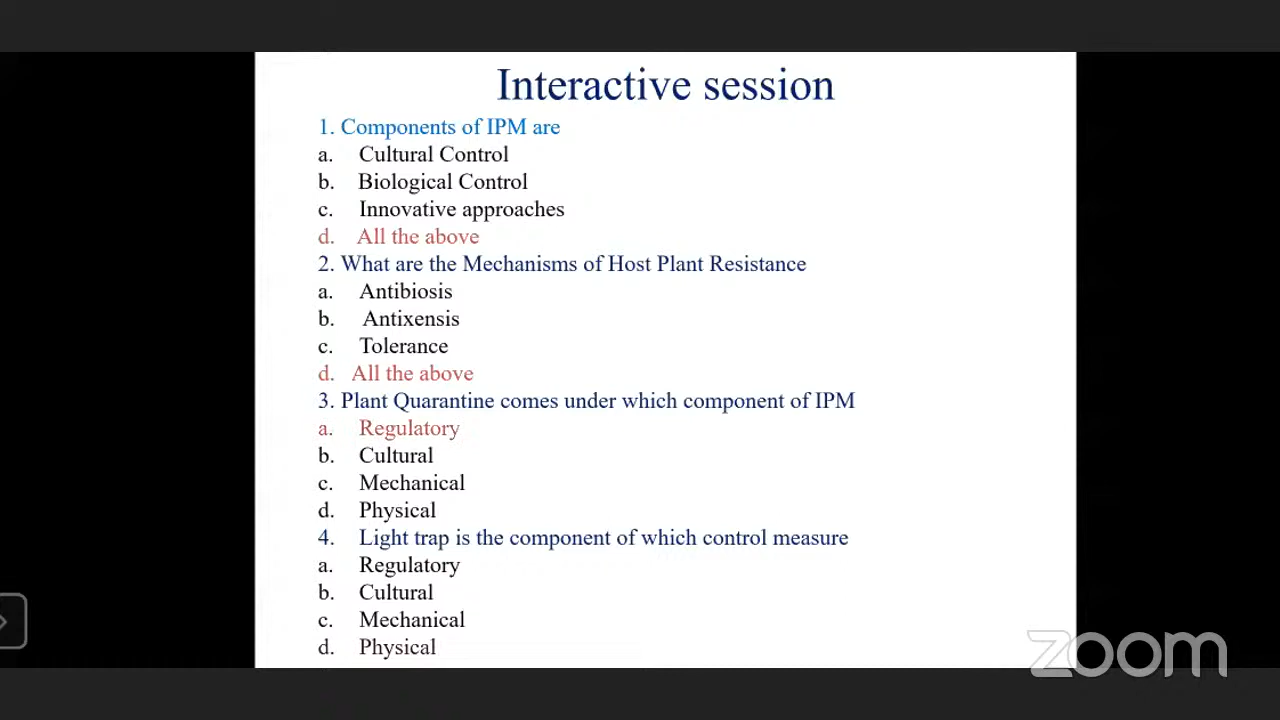 Interactive session
1. Components of IPM are
a. Cultural Control
b. Biological Control
c. Innovative approaches
d. All the above
2. What are the Mechanisms of Host Plant Resistance
a. Antibiosis
b. Antixensis
c. Tolerance
d. All the above
3. Plant Quarantine comes under which component of IPM
a. Regulatory
b. Cultural
c. Mechanical
d. Physical
4. Light trap is the component of which control measure
a. Regulatory
b. Cultural
c. Mechanical
d. Physical
zoom